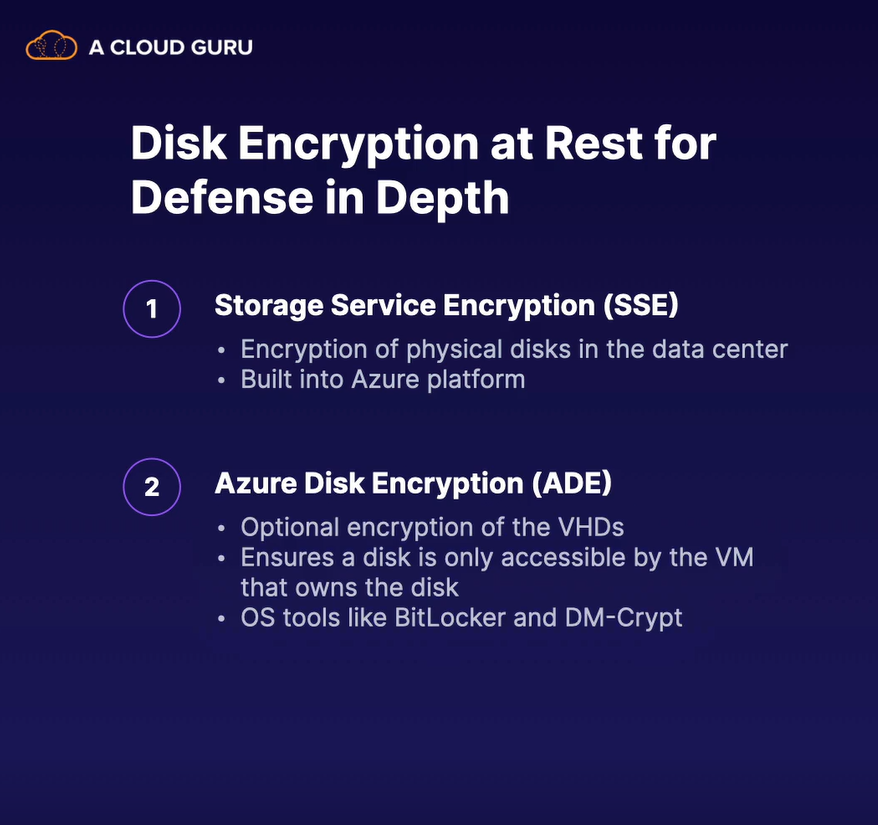 A CLOUD GURU
Disk Encryption at Rest for
Defense in Depth
1
Storage Service Encryption (SSE)
• Encryption of physical disks in the data center
• Built into Azure platform
2
Azure Disk Encryption (ADE)
• Optional encryption of the VHDs
• Ensures a disk is only accessible by the VM
that owns the disk
• OS tools like BitLocker and DM-Crypt